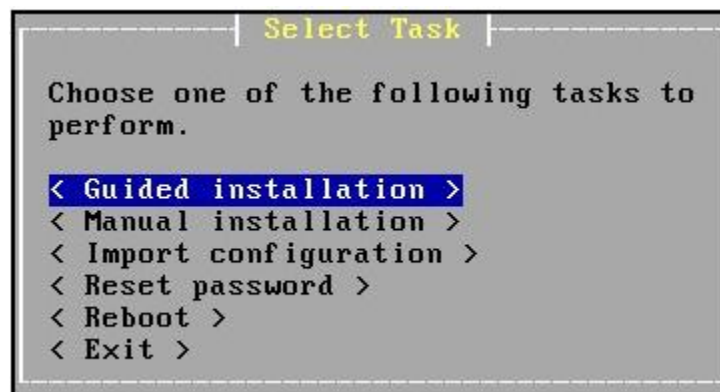 Select Task
Choose one of the following tasks to
perform.
< Guided installation >
< Manual installation >
< Import configuration >
< Reset password >
< Reboot >
< Exit >